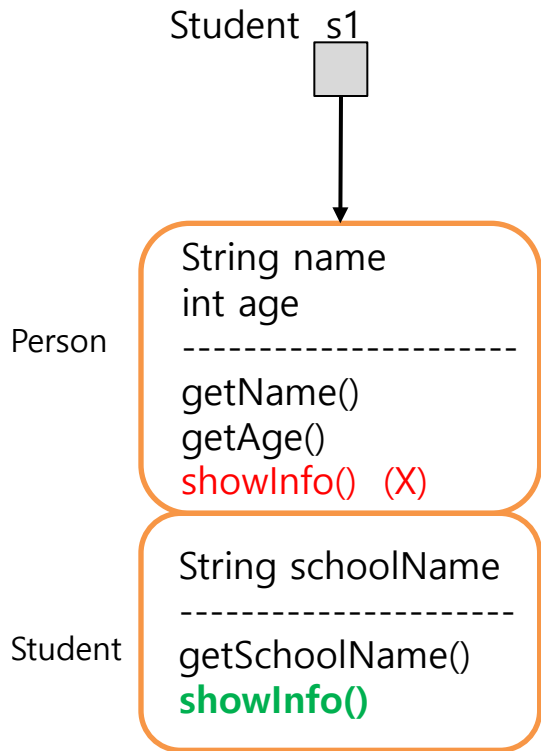 Student s1
String name
int age
Person
----------------------
getName()
getAge()
showInfo() (X)
String schoolName
----------------------
Student
getSchoolName()
showInfo()